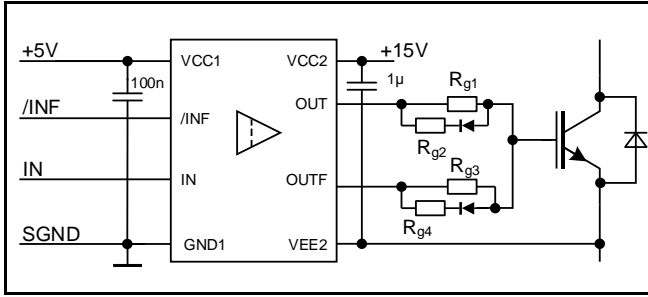 +5V
VCC1
VCC2
+15V
100n
1µ
Rg1
OUT
/INF
/INF
Rg2
IN
IN
OUTF
Rg3
SGND
GND1
VEE2
Rg4